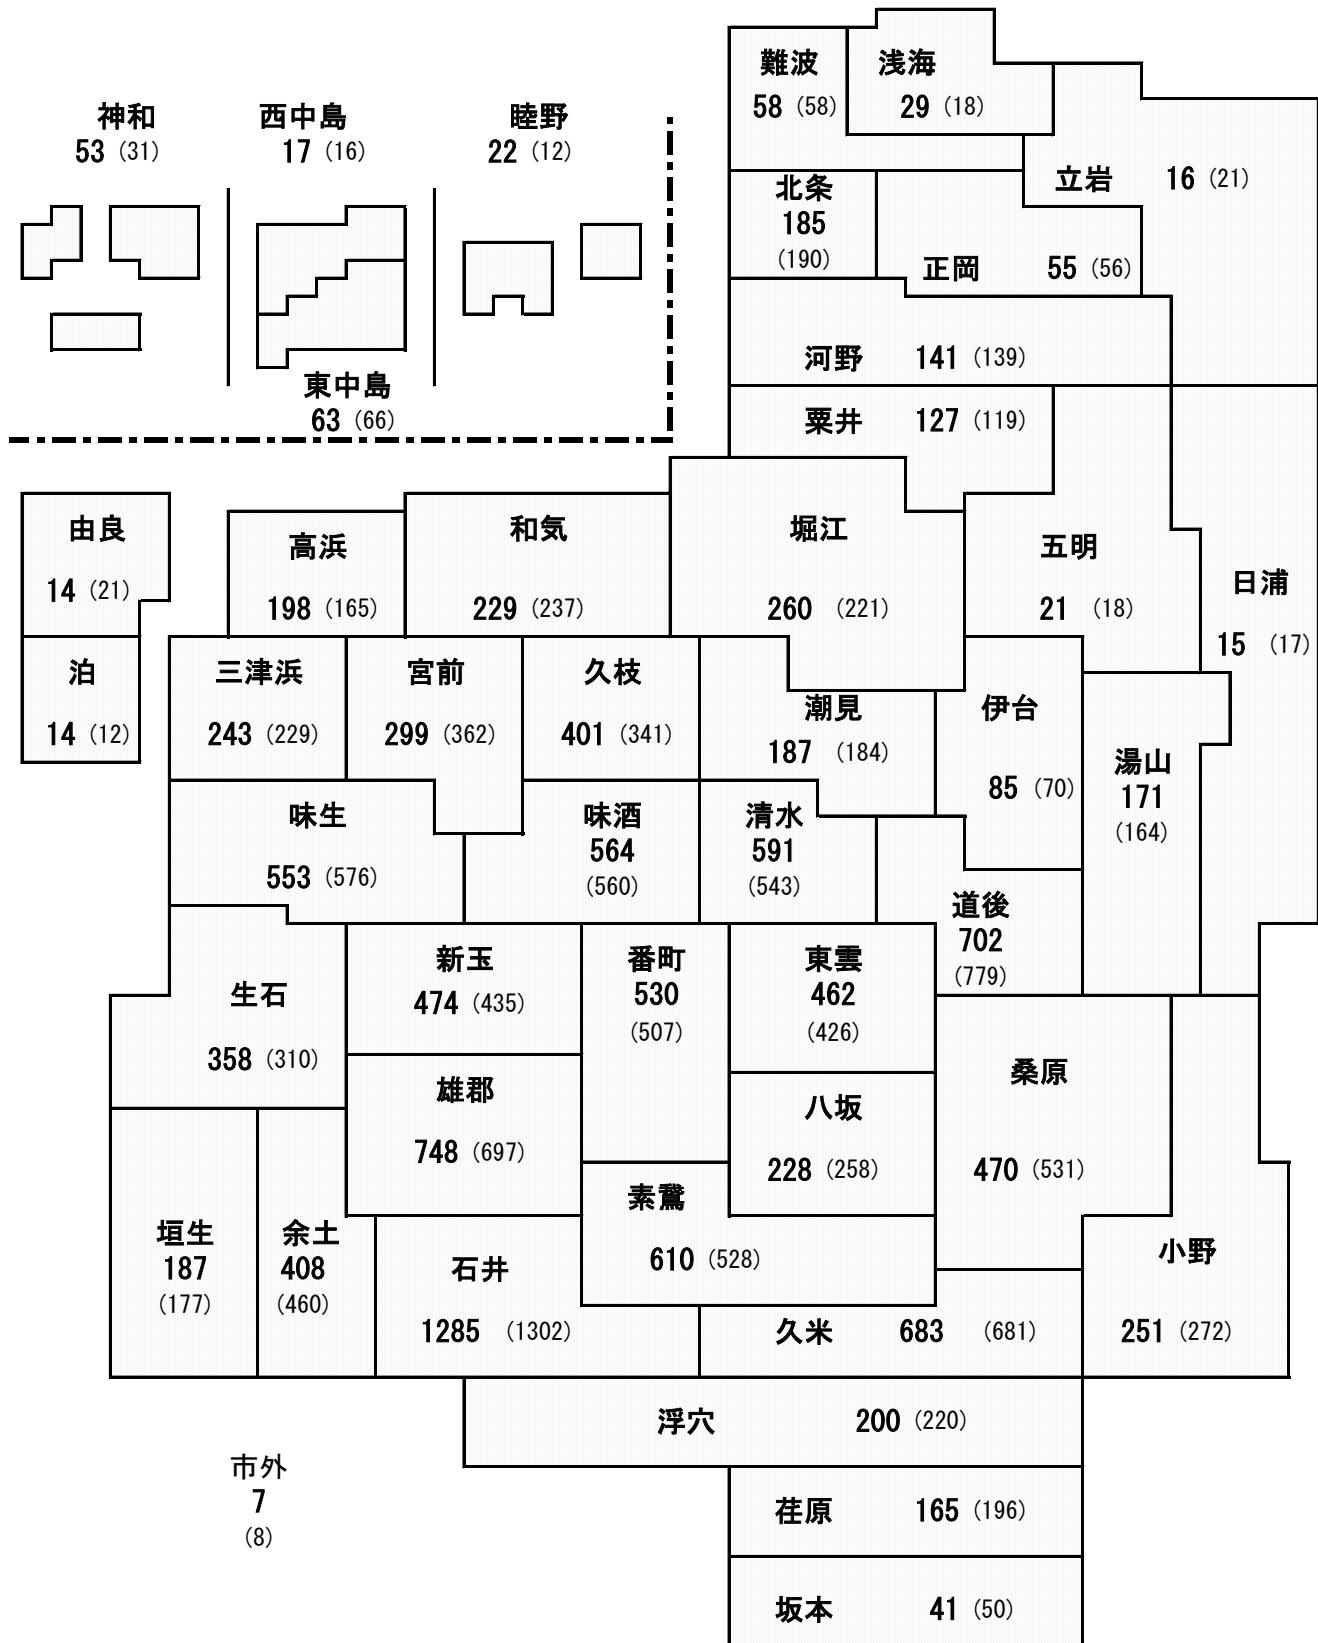 難波
58 (58)
浅海
29 (18)
神和
53 (31)
西中島
17 (16)
睦野
22 (12)
立岩 16 (21)
北条
185
(190)
正岡 55 (56)
河野 141 (139)
東中島
63 (66)
粟井 127 (119)
由良
14 (21)
高浜
198 (165)
和気
229 (237)
堀江
260 (221)
五明
21 (18)
日浦
15 (17)
泊
14 (12)
三津浜
243 (229)
宮前
299 (362)
久枝
401 (341)
潮見
187 (184)
伊台
85 (70)
湯山
171
(164)
味生
553 (576)
味酒
564
(560)
清水
591
(543)
道後
702
(779)
生石
358 (310)
新玉
474 (435)
番町
530
(507)
東雲
462
(426)
雄郡
748 (697)
八坂
228 (258)
桑原
470 (531)
垣生
187
(177)
余土
408
(460)
石井
1285 (1302)
素鵞
610 (528)
久米 683 (681)
小野
251 (272)
浮穴 200 (220)
市外
7
(8)
荏原 165 (196)
坂本 41 (50)